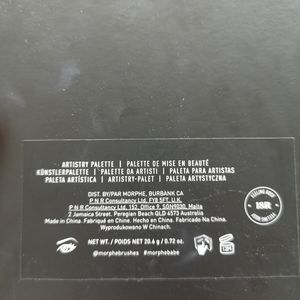 ARTISTRY PALETTE | PALETTE DE MISE EN BEAUTÉ
KÜNSTLERPALETTE | PALETTE DA ARTISTI | PALETA PARA ARTISTAS
PALETA ARTÍSTICA | ARTISTRY-PALET | PALETA ARTYSTYCZNA
DIST. BY/PAR MORPHE, BURBANK CA
P N R Consultancy Ltd, FY8 5FT, U.K.
P N R Consultancy Ltd, 152, Office 9, SGN9030, Malta
2 Jamaica Street. Peregian Beach QLD 4573 Australia
Made in China. Fabriqué en Chine. Hecho en China. Fabricado Na China.
Wyprodukowano W Chinach.
NET WT. / POIDS NET 20.6 g / 0.72 oz.
@morphebrushes | #morphebabe
FEELING GOOD
18R